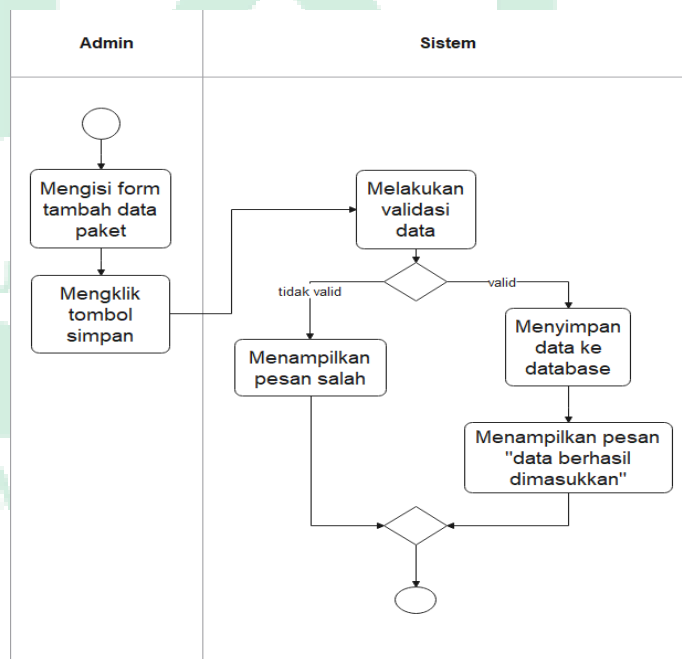 Admin
Sistem
Mengisi form
tambah data
paket
Mengklik
tombol
simpan
Melakukan
validasi
data
tidak valid
valid
Menampilkan
pesan salah
Menyimpan
data ke
database
Menampilkan pesan
"data berhasil
dimasukkan"